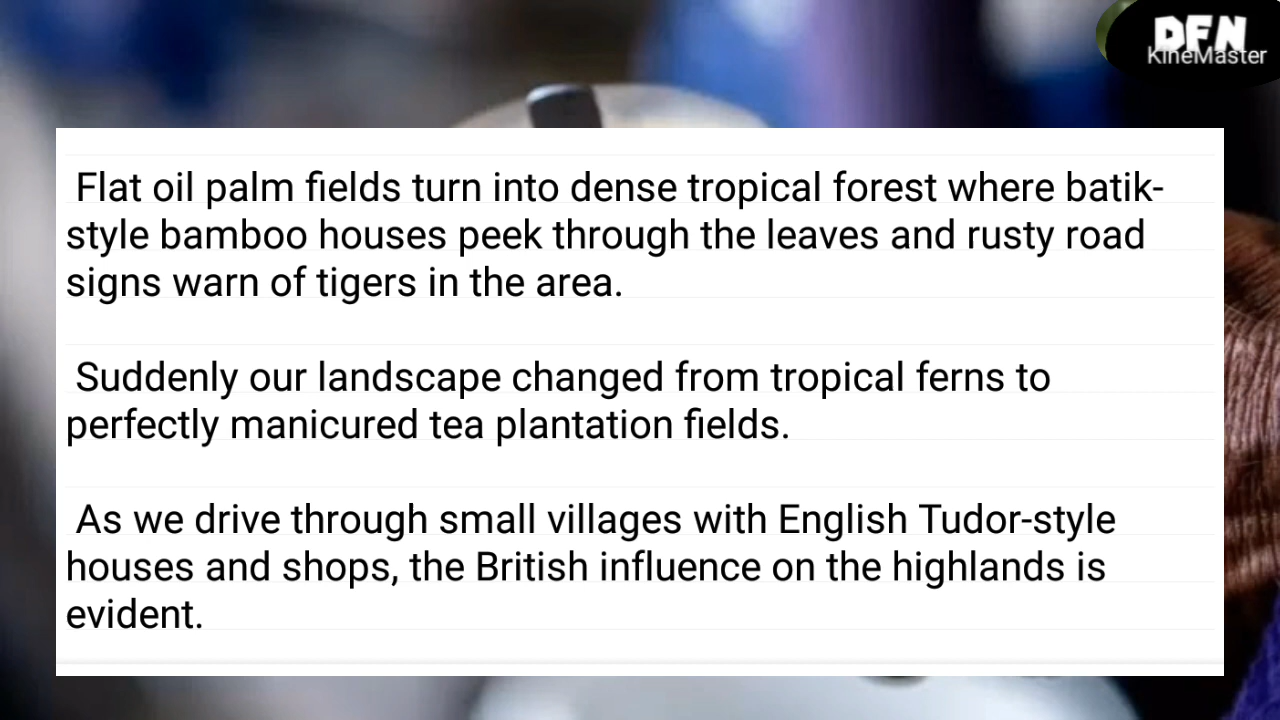 DFN
KineMaster
Flat oil palm fields turn into dense tropical forest where batik-
style bamboo houses peek through the leaves and rusty road
signs warn of tigers in the area.
Suddenly our landscape changed from tropical ferns to
perfectly manicured tea plantation fields.
As we drive through small villages with English Tudor-style
houses and shops, the British influence on the highlands is
evident.